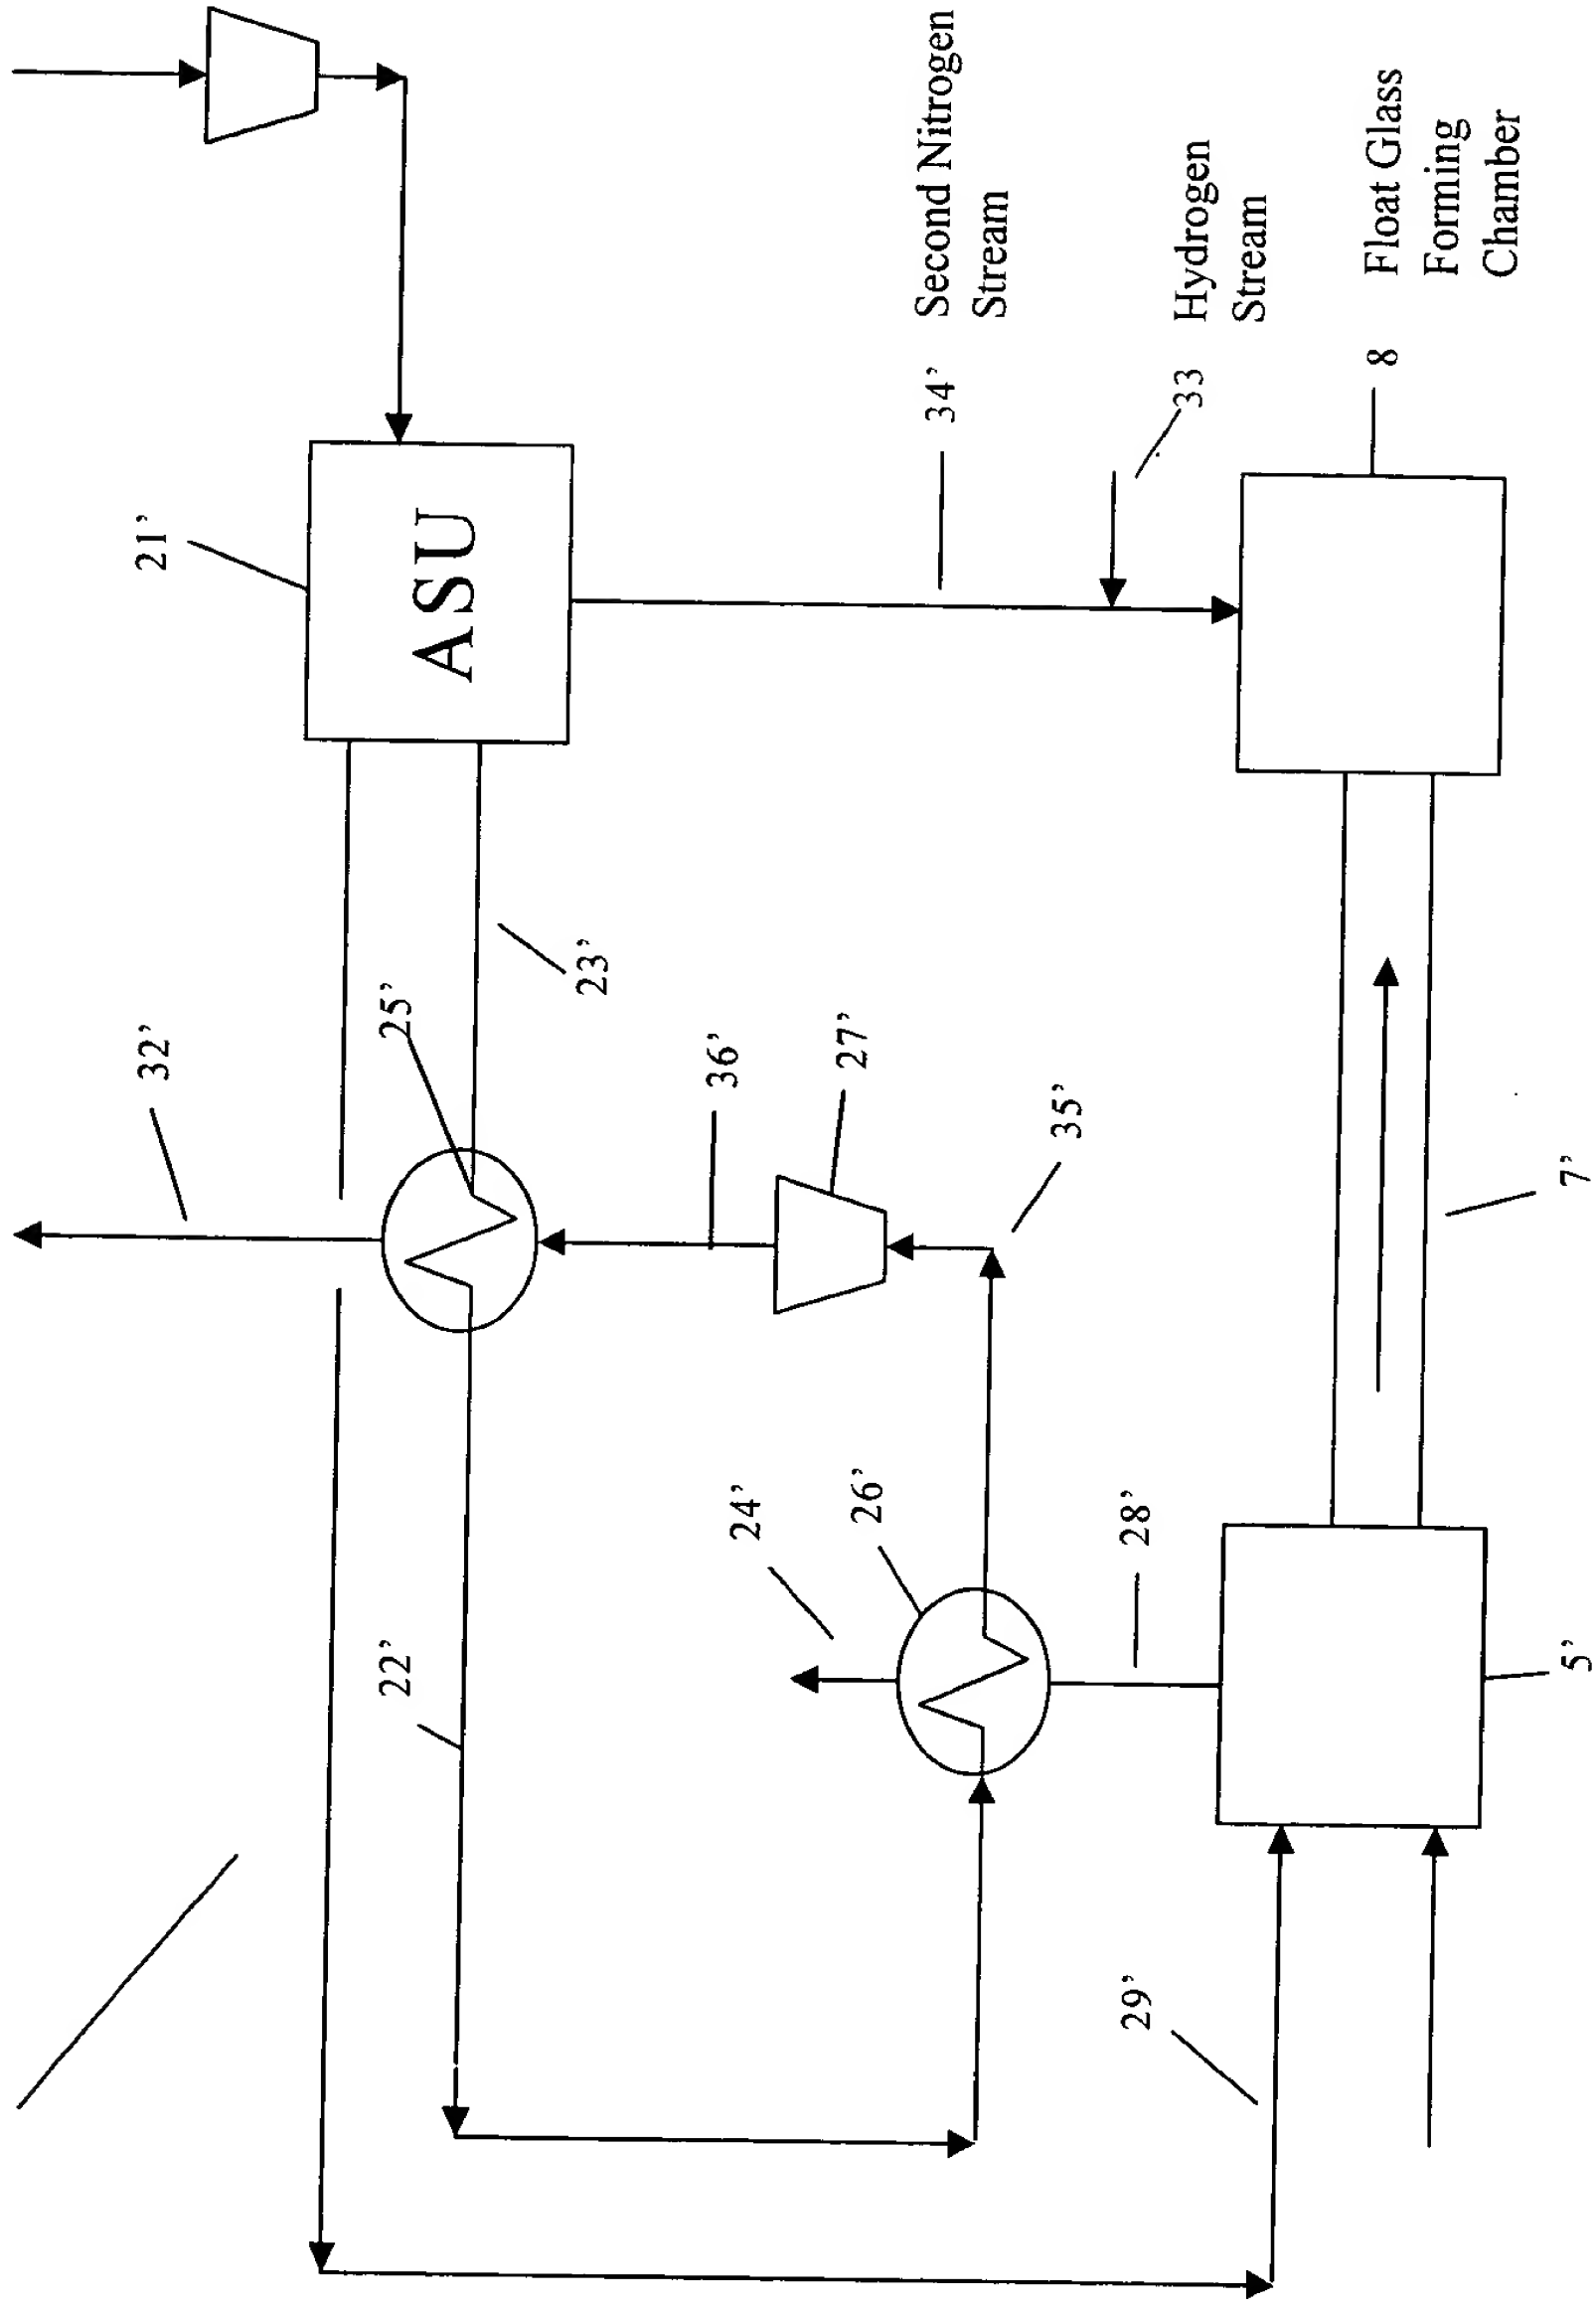 32'
21'
22'
25'
ASU
23'
24'
36'
26'
27'
34' Second Nitrogen
Stream
35'
29'
28'
33 Hydrogen
Stream
8 Float Glass
Forming
Chamber
5'
7'